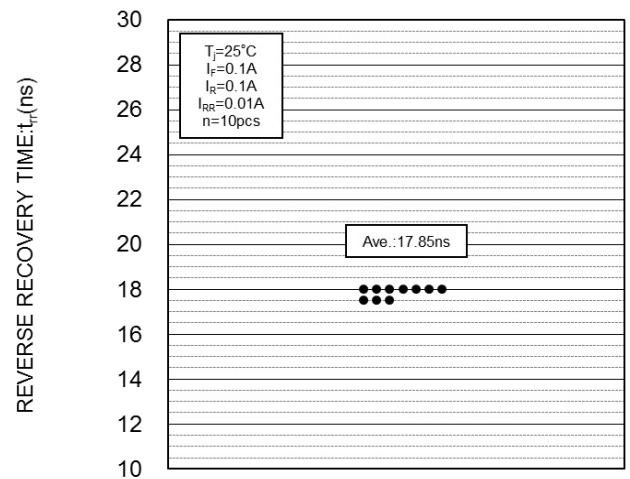 REVERSE RECOVERY TIME:trr(ns)
30
28
26
24
22
20
18
16
14
12
10
Tj=25°C
IF=0.1A
IR=0.1A
IRR=0.01A
n=10pcs
Ave.:17.85ns